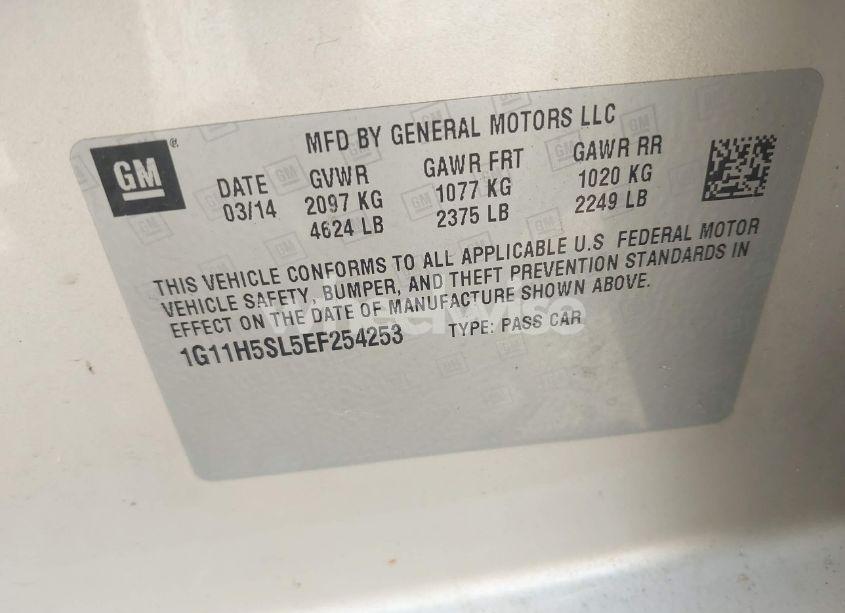 MFD BY GENERAL MOTORS LLC
GM®
DATE GVWR GAWR FRT GAWR RR
03/14 2097 KG 1077 KG 1020 KG
4624 LB 2375 LB 2249 LB
THIS VEHICLE CONFORMS TO ALL APPLICABLE U.S FEDERAL MOTOR
VEHICLE SAFETY, BUMPER, AND THEFT PREVENTION STANDARDS IN
EFFECT ON THE DATE OF MANUFACTURE SHOWN ABOVE.
1G11H5SL5EF254253 TYPE: PASS CAR